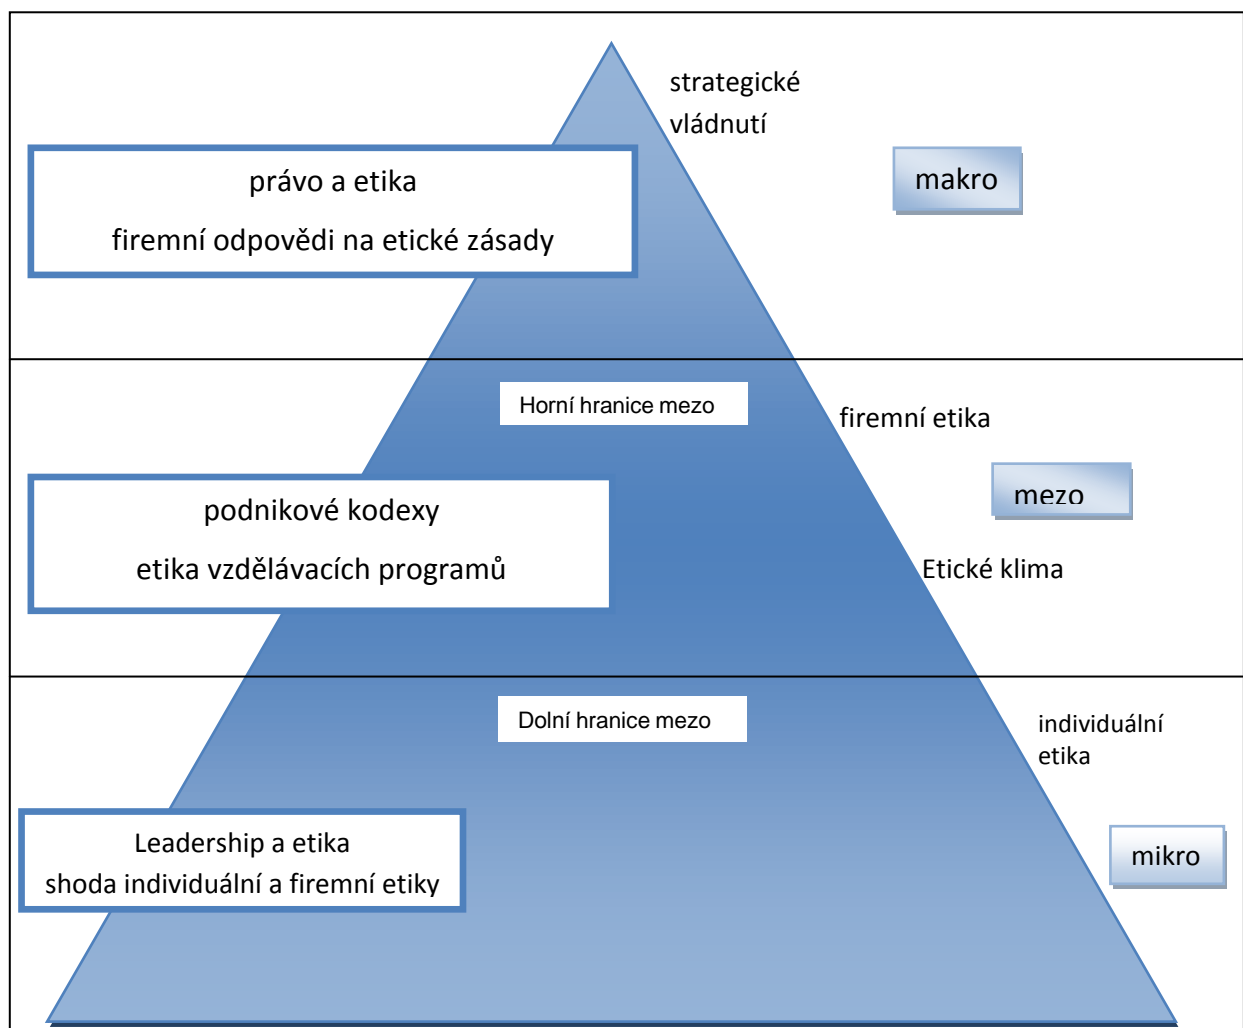 strategické
vládnutí
právo a etika
firemní odpovědi na etické zásady
makro
Horní hranice mezo
firemní etika
podnikové kodexy
etika vzdělávacích programů
mezo
Etické klima
Dolní hranice mezo
individuální
etika
Leadership a etika
shoda individuální a firemní etiky
mikro